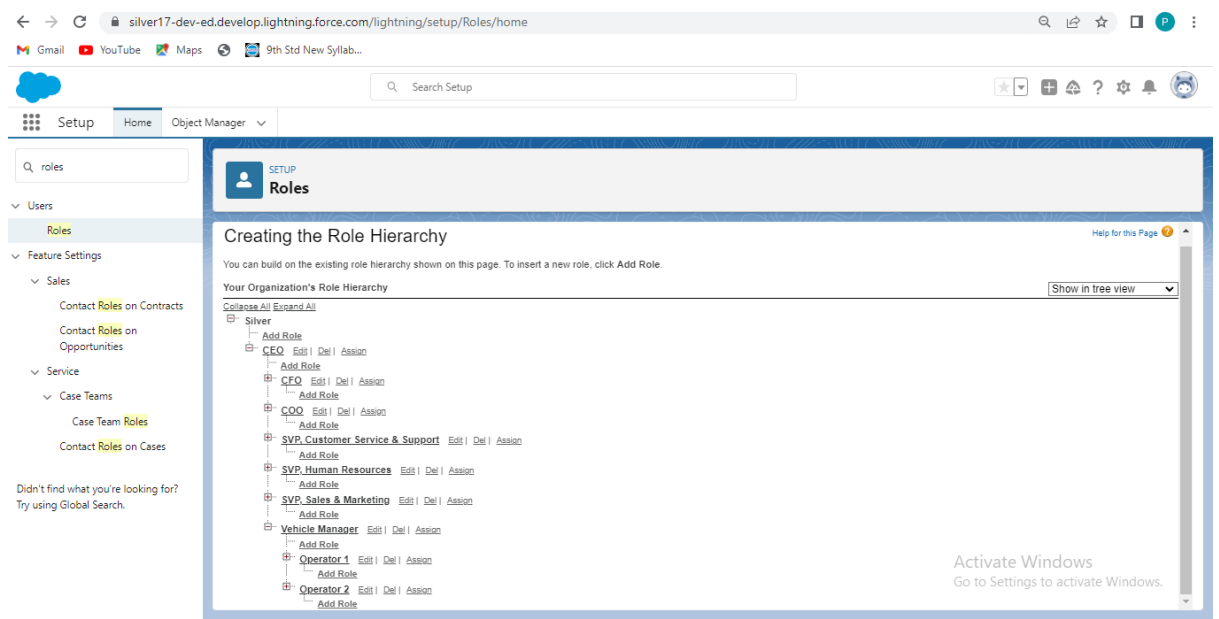 silver17-dev-ed.develop.lightning.force.com/lightning/setup/Roles/home
P
Gmail YouTube Maps 9th Std New Syllab...
Search Setup
Setup Home Object Manager
roles
Users
Roles
Feature Settings
Sales
Contact Roles on Contracts
Contact Roles on
Opportunities
Service
Case Teams
Case Team Roles
Contact Roles on Cases
Didn't find what you're looking for?
Try using Global Search.
SETUP
Roles
Creating the Role Hierarchy
Help for this Page ?
You can build on the existing role hierarchy shown on this page. To insert a new role, click Add Role.
Your Organization's Role Hierarchy
Show in tree view
Collapse All Expand All
Silver
Add Role
CEO Edit | Del | Assign
Add Role
CFO Edit | Del | Assign
Add Role
COO Edit | Del | Assign
Add Role
SVP, Customer Service & Support Edit | Del | Assign
Add Role
SVP, Human Resources Edit | Del | Assign
Add Role
SVP, Sales & Marketing Edit | Del | Assign
Add Role
Vehicle Manager Edit | Del | Assign
Add Role
Operator 1 Edit | Del | Assign
Add Role
Operator 2 Edit | Del | Assign
Add Role
Activate Windows
Go to Settings to activate Windows.